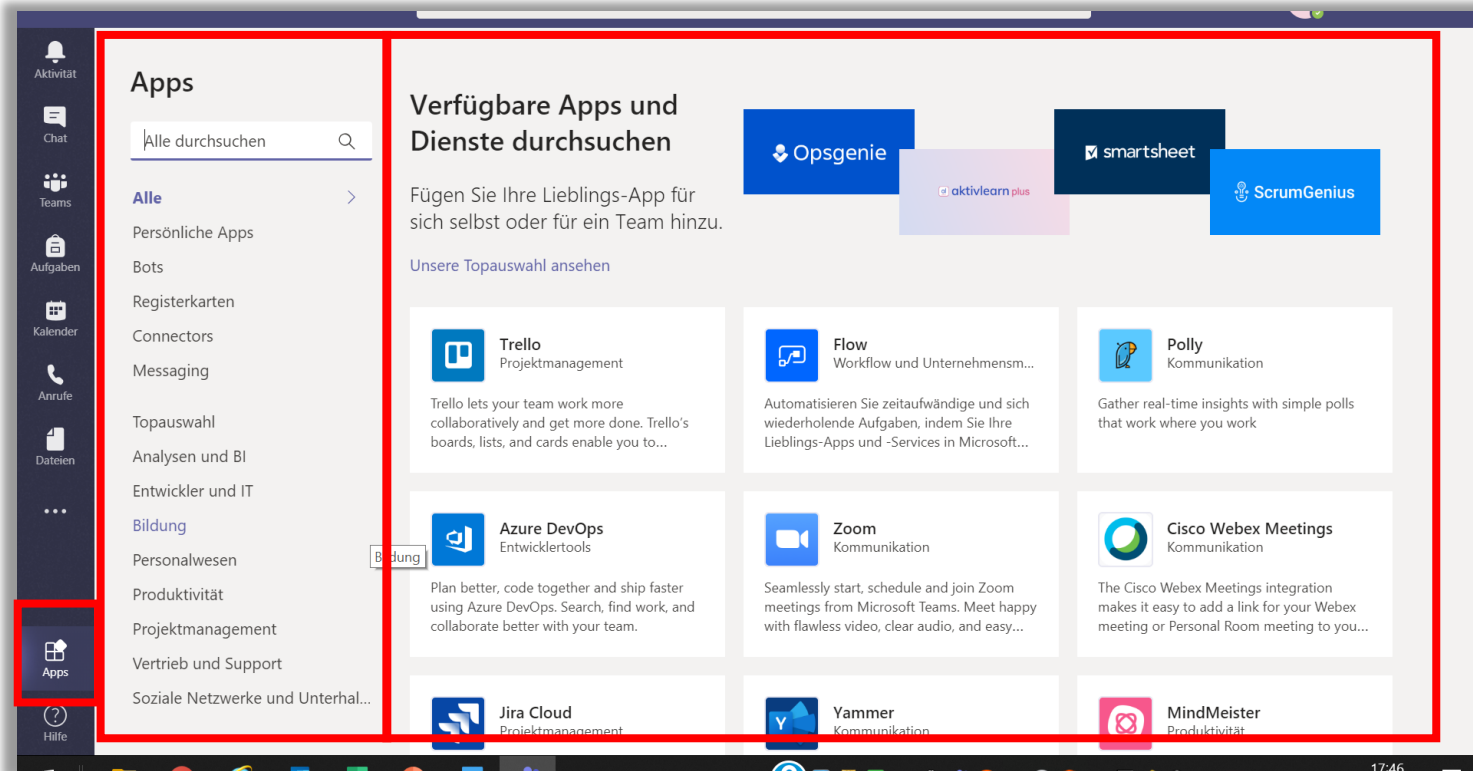 Aktivität
Chat
Teams
Aufgaben
Kalender
Anrufe
Dateien
Apps
Hilfe
Apps
Alle durchsuchen
Alle
Persönliche Apps
Bots
Registerkarten
Connectors
Messaging
Topauswahl
Analysen und BI
Entwickler und IT
Bildung
Bildung
Personalwesen
Produktivität
Projektmanagement
Vertrieb und Support
Soziale Netzwerke und Unterhal...
Verfügbare Apps und
Dienste durchsuchen
Fügen Sie Ihre Lieblings-App für
sich selbst oder für ein Team hinzu.
Unsere Topauswahl ansehen
Opsgenie
aktivlearn plus
smartsheet
ScrumGenius
Trello
Projektmanagement
Trello lets your team work more
collaboratively and get more done. Trello's
boards, lists, and cards enable you to...
Flow
Workflow und Unternehmensm...
Automatisieren Sie zeitaufwändige und sich
wiederholende Aufgaben, indem Sie Ihre
Lieblings-Apps und -Services in Microsoft...
Polly
Kommunikation
Gather real-time insights with simple polls
that work where you work
Azure DevOps
Entwicklertools
Plan better, code together and ship faster
using Azure DevOps. Search, find work, and
collaborate better with your team.
Zoom
Kommunikation
Seamlessly start, schedule and join Zoom
meetings from Microsoft Teams. Meet happy
with flawless video, clear audio, and easy...
Cisco Webex Meetings
Kommunikation
The Cisco Webex Meetings integration
makes it easy to add a link for your Webex
meeting or Personal Room meeting to you...
Jira Cloud
Projektmanagement
Yammer
Kommunikation
MindMeister
Produktivität
17:46